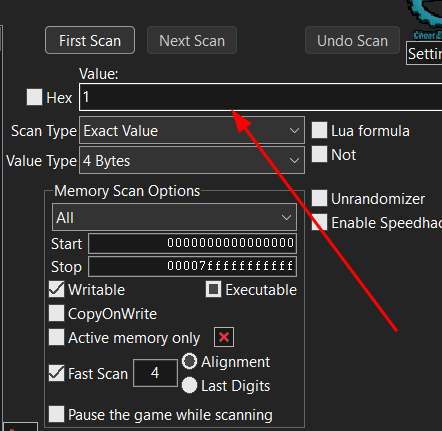 First Scan Next Scan Undo Scan
Settin
Value:
Hex 1
Scan Type Exact Value Lua formula
Value Type 4 Bytes Not
Memory Scan Options
All
Unrandomizer
Enable Speedhac
Start 0000000000000000
Stop 00007fffffffffff
Writable Executable
CopyOnWrite
Active memory only
Fast Scan 4 Alignment
Last Digits
Pause the game while scanning